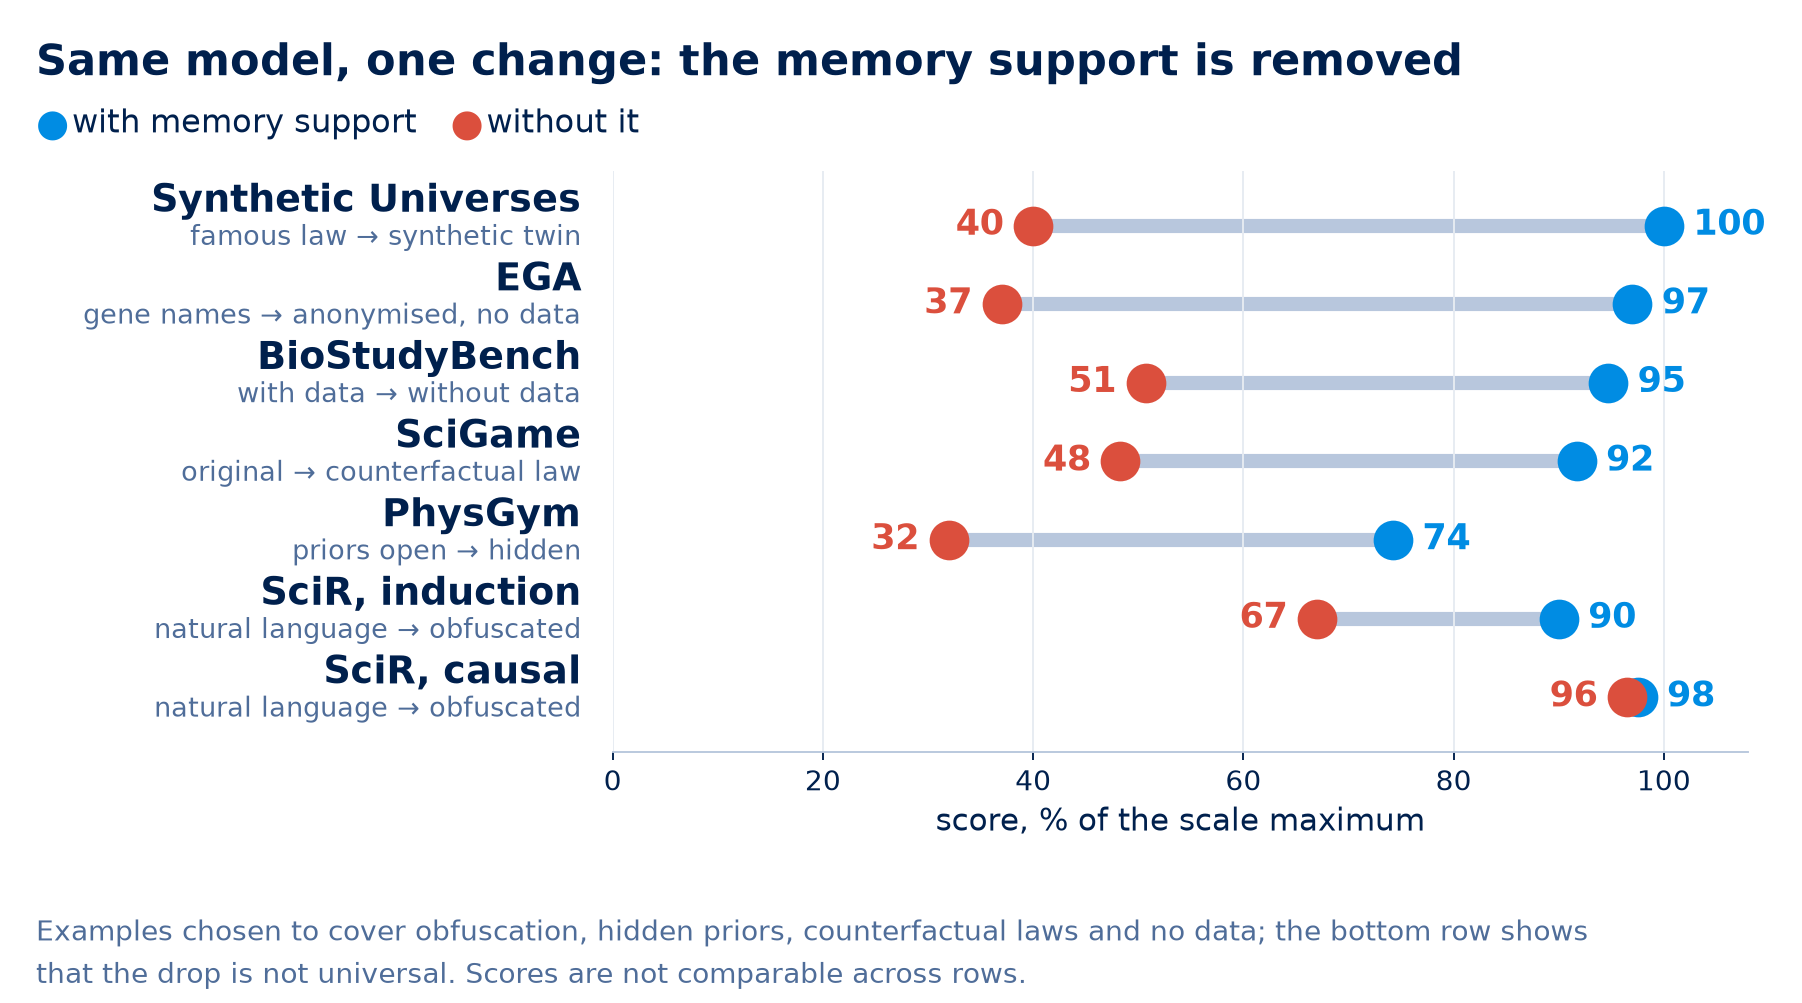 Same model, one change: the memory support is removed
with memory support without it
Synthetic Universes
famous law → synthetic twin
40 100
EGA
gene names → anonymised, no data
37 97
BioStudyBench
with data → without data
51 95
SciGame
original → counterfactual law
48 92
PhysGym
priors open → hidden
32 74
SciR, induction
natural language → obfuscated
67 90
SciR, causal
natural language → obfuscated
96 98
0 20 40 60 80 100
score, % of the scale maximum
Examples chosen to cover obfuscation, hidden priors, counterfactual laws and no data; the bottom row shows
that the drop is not universal. Scores are not comparable across rows.